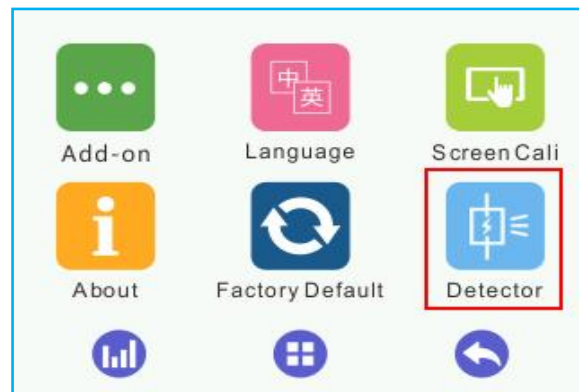 中
英
Add-on Language Screen Cali
About Factory Default Detector